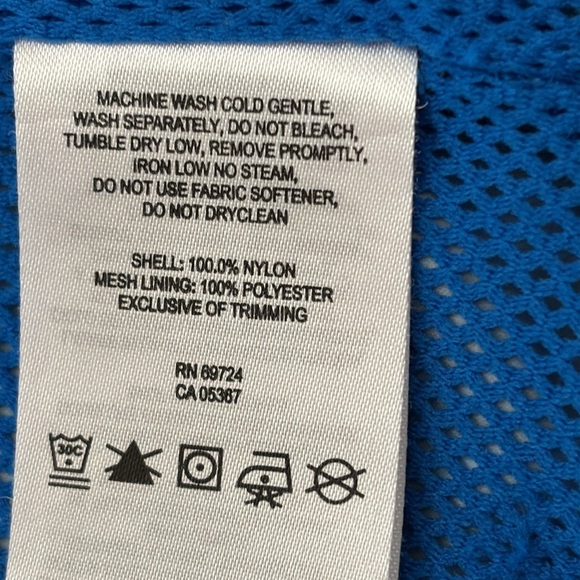 MACHINE WASH COLD GENTLE,
WASH SEPARATELY, DO NOT BLEACH,
TUMBLE DRY LOW, REMOVE PROMPTLY,
IRON LOW NO STEAM,
DO NOT USE FABRIC SOFTENER,
DO NOT DRYCLEAN
SHELL: 100.0% NYLON
MESH LINING: 100% POLYESTER
EXCLUSIVE OF TRIMMING
RN 69724
CA 05367
30C